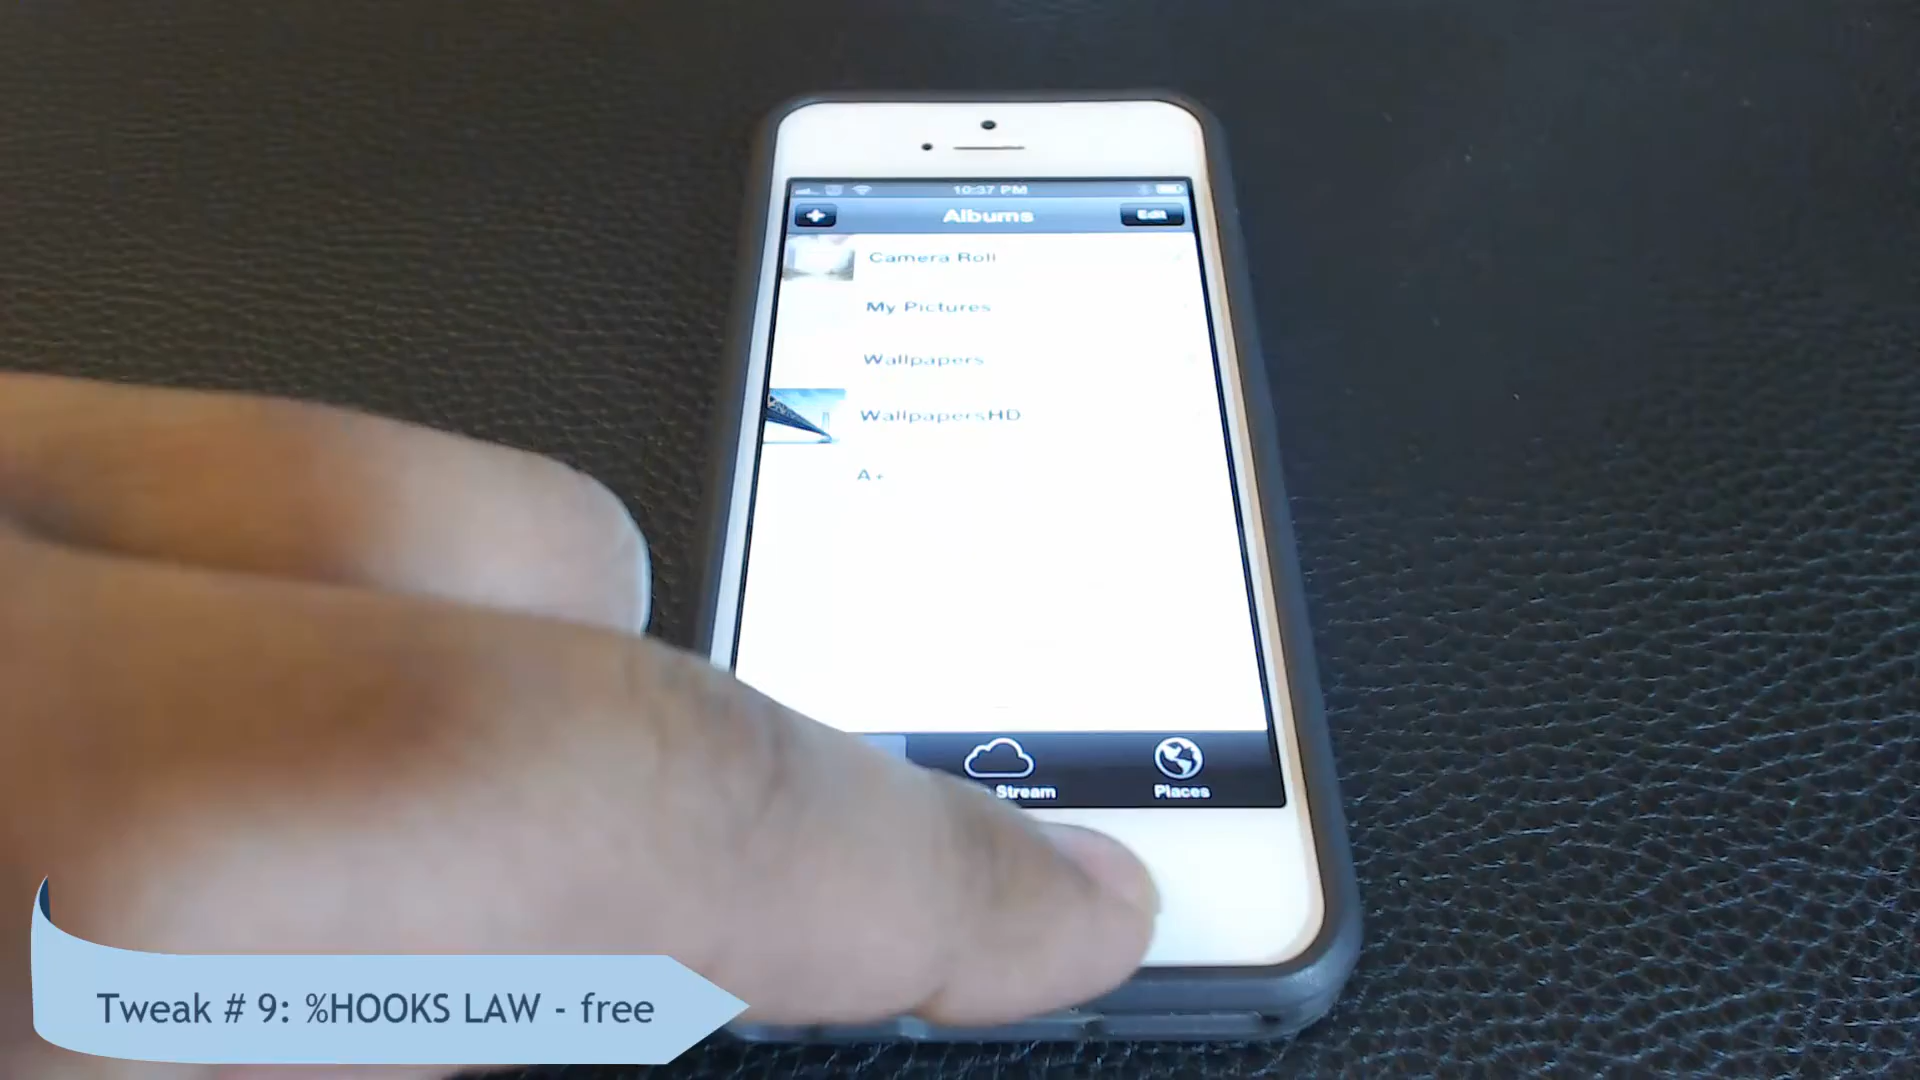 10:37 PM
Albums
Edit
Camera Roll
My Pictures
Wallpapers
WallpapersHD
A+
Stream
Places
Tweak # 9: %HOOKS LAW - free